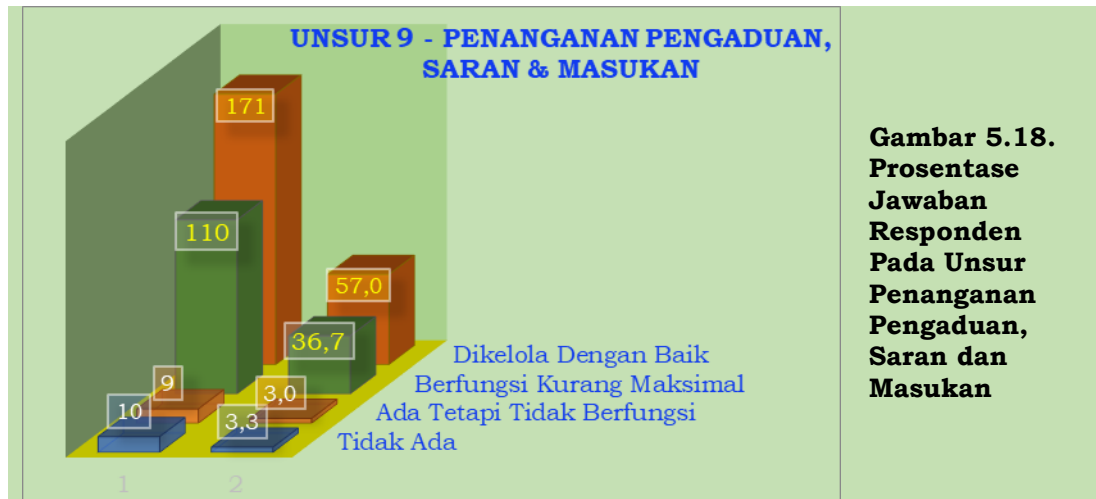 UNSUR 9 - PENANGANAN PENGADUAN,
SARAN & MASUKAN
171
110
57,0
36,7
9
3,0
10
3,3
Dikelola Dengan Baik
Berfungsi Kurang Maksimal
Ada Tetapi Tidak Berfungsi
Tidak Ada
1
2
Gambar 5.18.
Prosentase
Jawaban
Responden
Pada Unsur
Penanganan
Pengaduan,
Saran dan
Masukan